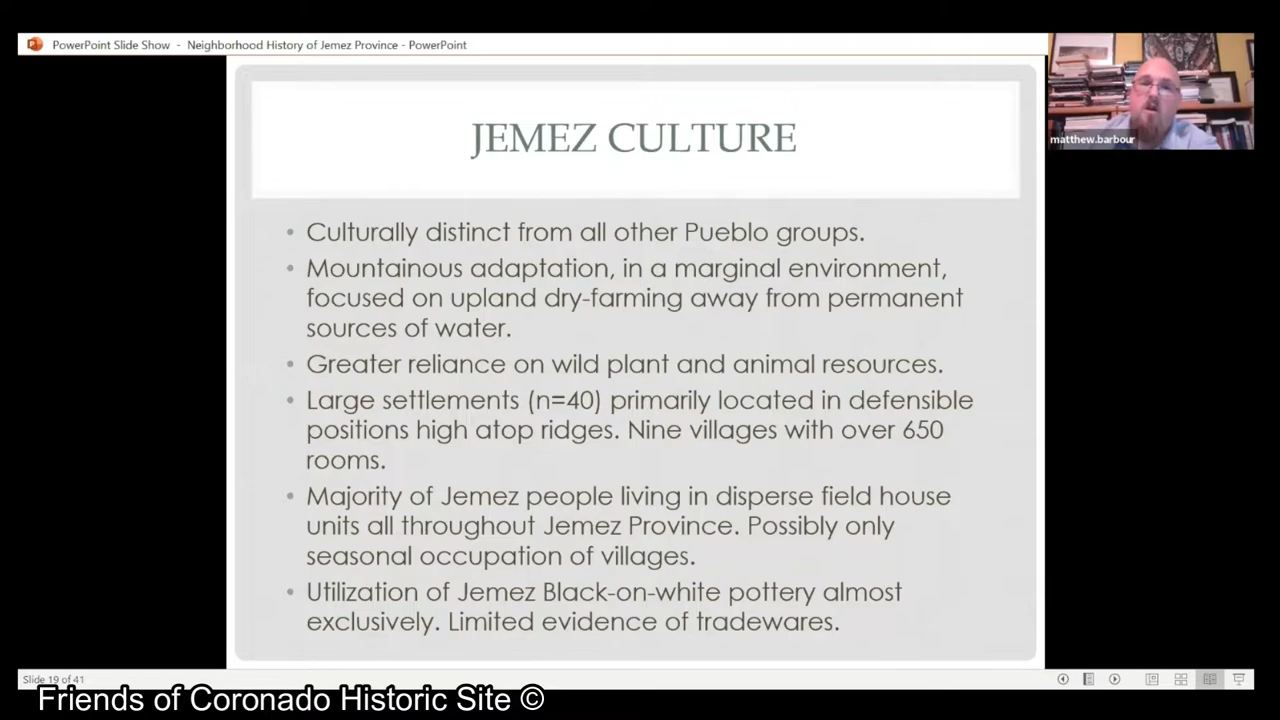 PowerPoint Slide Show - Neighborhood History of Jemez Province - PowerPoint
matthew.barbour
JEMEZ CULTURE
• Culturally distinct from all other Pueblo groups.
• Mountainous adaptation, in a marginal environment,
focused on upland dry-farming away from permanent
sources of water.
• Greater reliance on wild plant and animal resources.
• Large settlements (n=40) primarily located in defensible
positions high atop ridges. Nine villages with over 650
rooms.
• Majority of Jemez people living in disperse field house
units all throughout Jemez Province. Possibly only
seasonal occupation of villages.
• Utilization of Jemez Black-on-white pottery almost
exclusively. Limited evidence of tradewares.
Slide 19 of 41
Friends of Coronado Historic Site ©